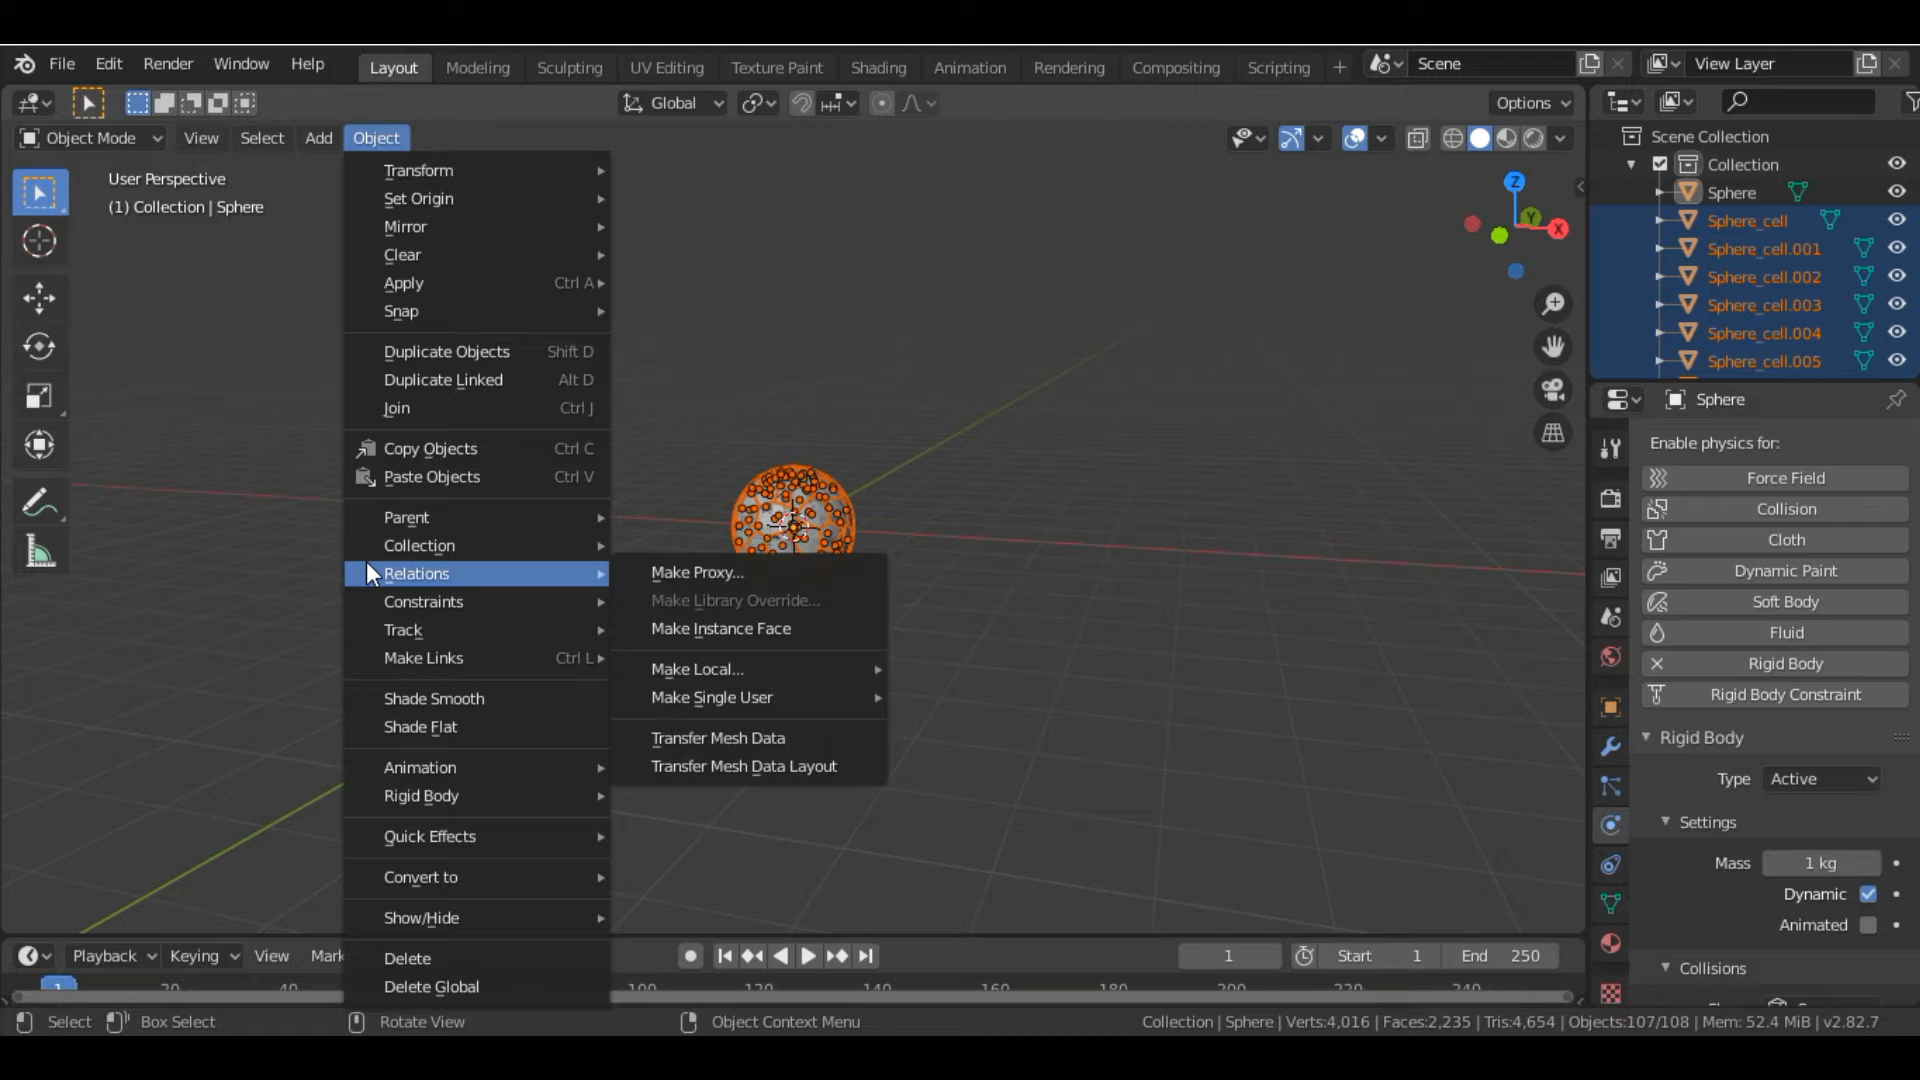 File Edit Render Window Help Layout Modeling Sculpting UV Editing Texture Paint Shading Animation Rendering Compositing Scripting + Scene View Layer
Global Options
Object Mode View Select Add Object
User Perspective
(1) Collection | Sphere
Transform
Set Origin
Mirror
Clear
Apply Ctrl A
Snap
Duplicate Objects Shift D
Duplicate Linked Alt D
Join Ctrl J
Copy Objects Ctrl C
Paste Objects Ctrl V
Parent
Collection
Relations
Constraints
Track
Make Links Ctrl L
Shade Smooth
Shade Flat
Animation
Rigid Body
Quick Effects
Convert to
Show/Hide
Delete
Delete Global
Make Proxy...
Make Library Override...
Make Instance Face
Make Local...
Make Single User
Transfer Mesh Data
Transfer Mesh Data Layout
Z
Y
X
Scene Collection
Collection
Sphere
Sphere_cell
Sphere_cell.001
Sphere_cell.002
Sphere_cell.003
Sphere_cell.004
Sphere_cell.005
Sphere
Enable physics for:
Force Field
Collision
Cloth
Dynamic Paint
Soft Body
Fluid
Rigid Body
Rigid Body Constraint
Rigid Body
Type Active
Settings
Mass 1 kg
Dynamic
Animated
Collisions
Playback Keying View Mark 1 Start 1 End 250
1 20 40 100 120 140 160 180 200 220 240
Select Box Select Rotate View Object Context Menu Collection | Sphere | Verts:4,016 | Faces:2,235 | Tris:4,654 | Objects:107/108 | Mem: 52.4 MiB | v2.82.7